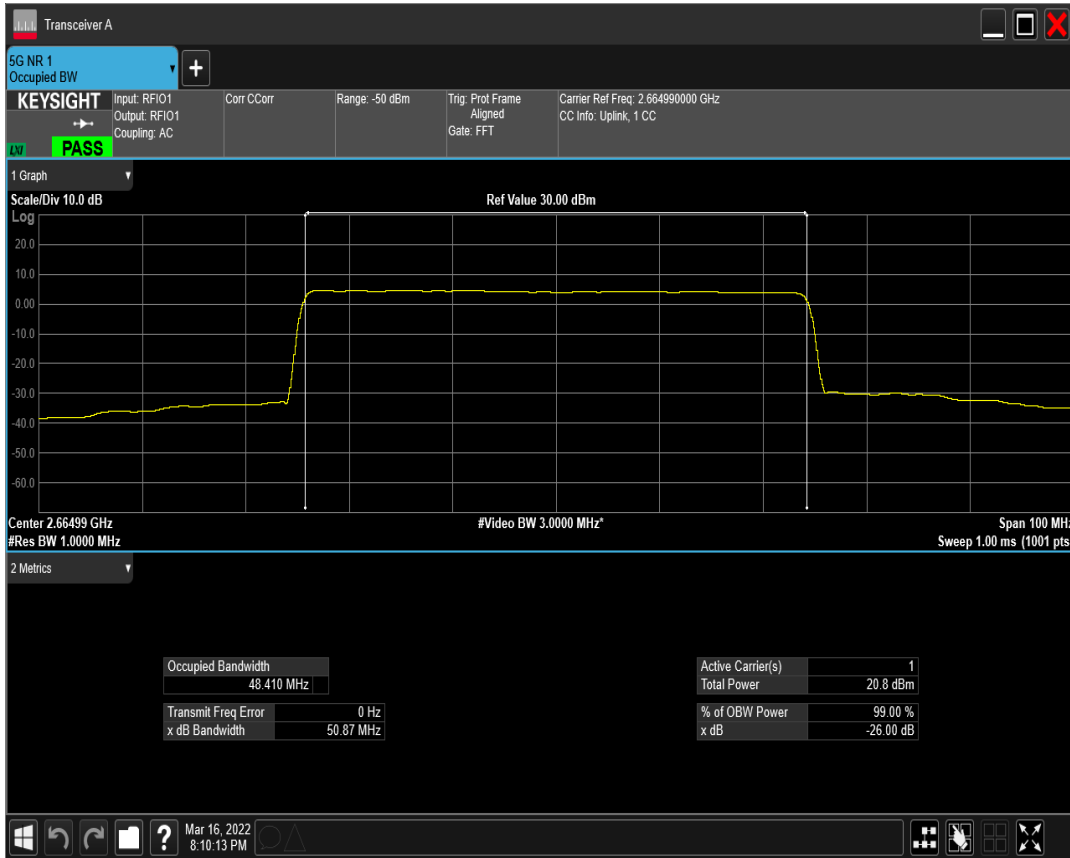 Transceiver A
5G NR 1
Occupied BW
+
KEYSIGHT
LXI
PASS
Input: RFIO1
Output: RFIO1
Coupling: AC
Corr CCorr
Range: -50 dBm
Trig: Prot Frame
Aligned
Gate: FFT
Carrier Ref Freq: 2.664990000 GHz
CC Info: Uplink, 1 CC
1 Graph
Scale/Div 10.0 dB
Ref Value 30.00 dBm
Log
20.0
10.0
0.00
-10.0
-20.0
-30.0
-40.0
-50.0
-60.0
Center 2.66499 GHz
#Video BW 3.0000 MHz*
Span 100 MHz
#Res BW 1.0000 MHz
Sweep 1.00 ms (1001 pts
2 Metrics
Occupied Bandwidth
48.410 MHz
Transmit Freq Error 0 Hz
x dB Bandwidth 50.87 MHz
Active Carrier(s) 1
Total Power 20.8 dBm
% of OBW Power 99.00 %
x dB -26.00 dB
?
Mar 16, 2022
8:10:13 PM